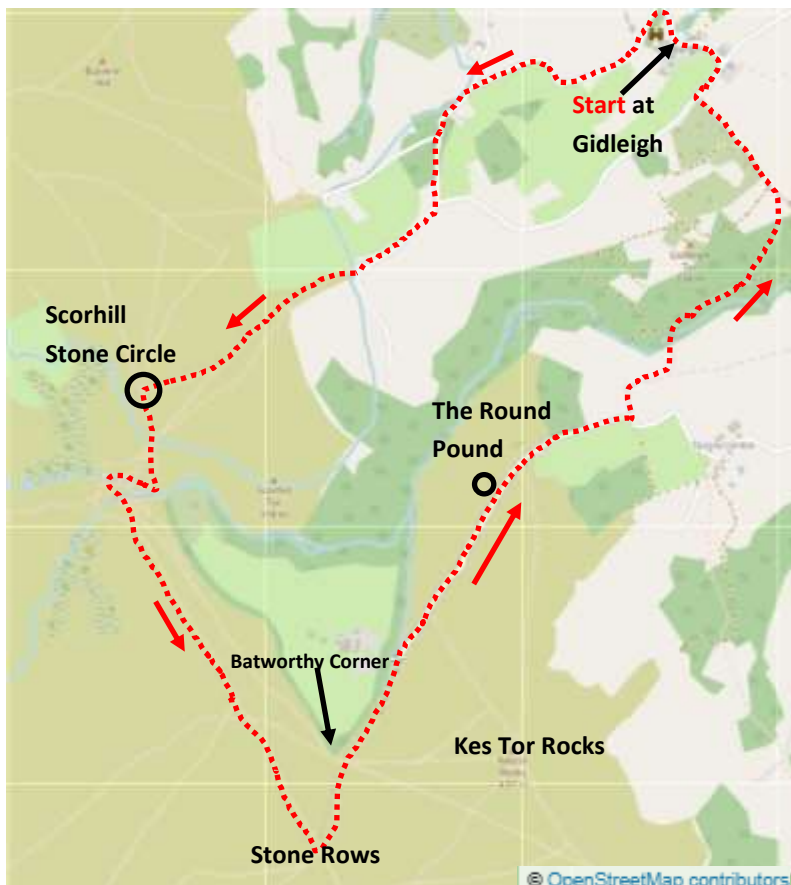 Start at
Gidleigh
Scorhill
Stone Circle
The Round
Pound
Batworthy Corner
Kes Tor Rocks
Stone Rows
© OpenStreetMap contributors